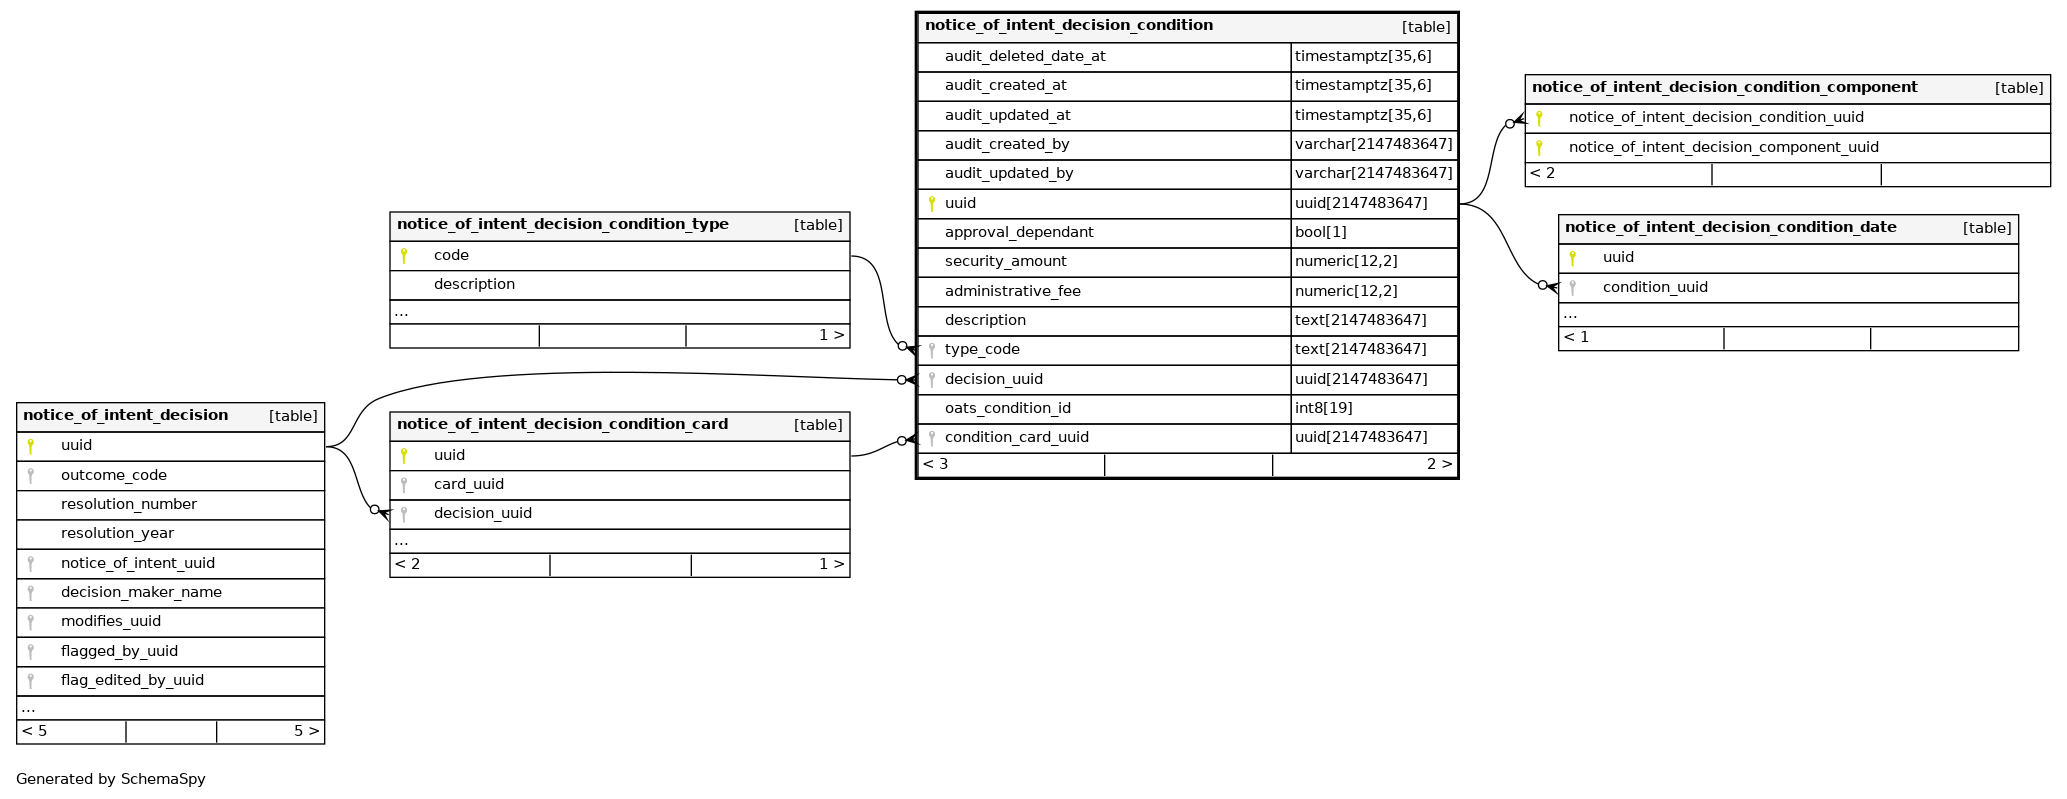 notice_of_intent_decision_condition [table]
audit_deleted_date_at timestamptz[35,6]
audit_created_at timestamptz[35,6]
audit_updated_at timestamptz[35,6]
audit_created_by varchar[2147483647]
audit_updated_by varchar[2147483647]
uuid uuid[2147483647]
approval_dependant bool[1]
security_amount numeric[12,2]
administrative_fee numeric[12,2]
description text[2147483647]
type_code text[2147483647]
decision_uuid uuid[2147483647]
oats_condition_id int8[19]
condition_card_uuid uuid[2147483647]
< 3 2 >
notice_of_intent_decision_condition_component [table]
notice_of_intent_decision_condition_uuid
notice_of_intent_decision_component_uuid
< 2
notice_of_intent_decision_condition_date [table]
uuid
condition_uuid
...
< 1
notice_of_intent_decision_condition_type [table]
code
description
...
1 >
notice_of_intent_decision_condition_card [table]
uuid
card_uuid
decision_uuid
...
< 2 1 >
notice_of_intent_decision [table]
uuid
outcome_code
resolution_number
resolution_year
notice_of_intent_uuid
decision_maker_name
modifies_uuid
flagged_by_uuid
flag_edited_by_uuid
...
< 5 5 >
Generated by SchemaSpy